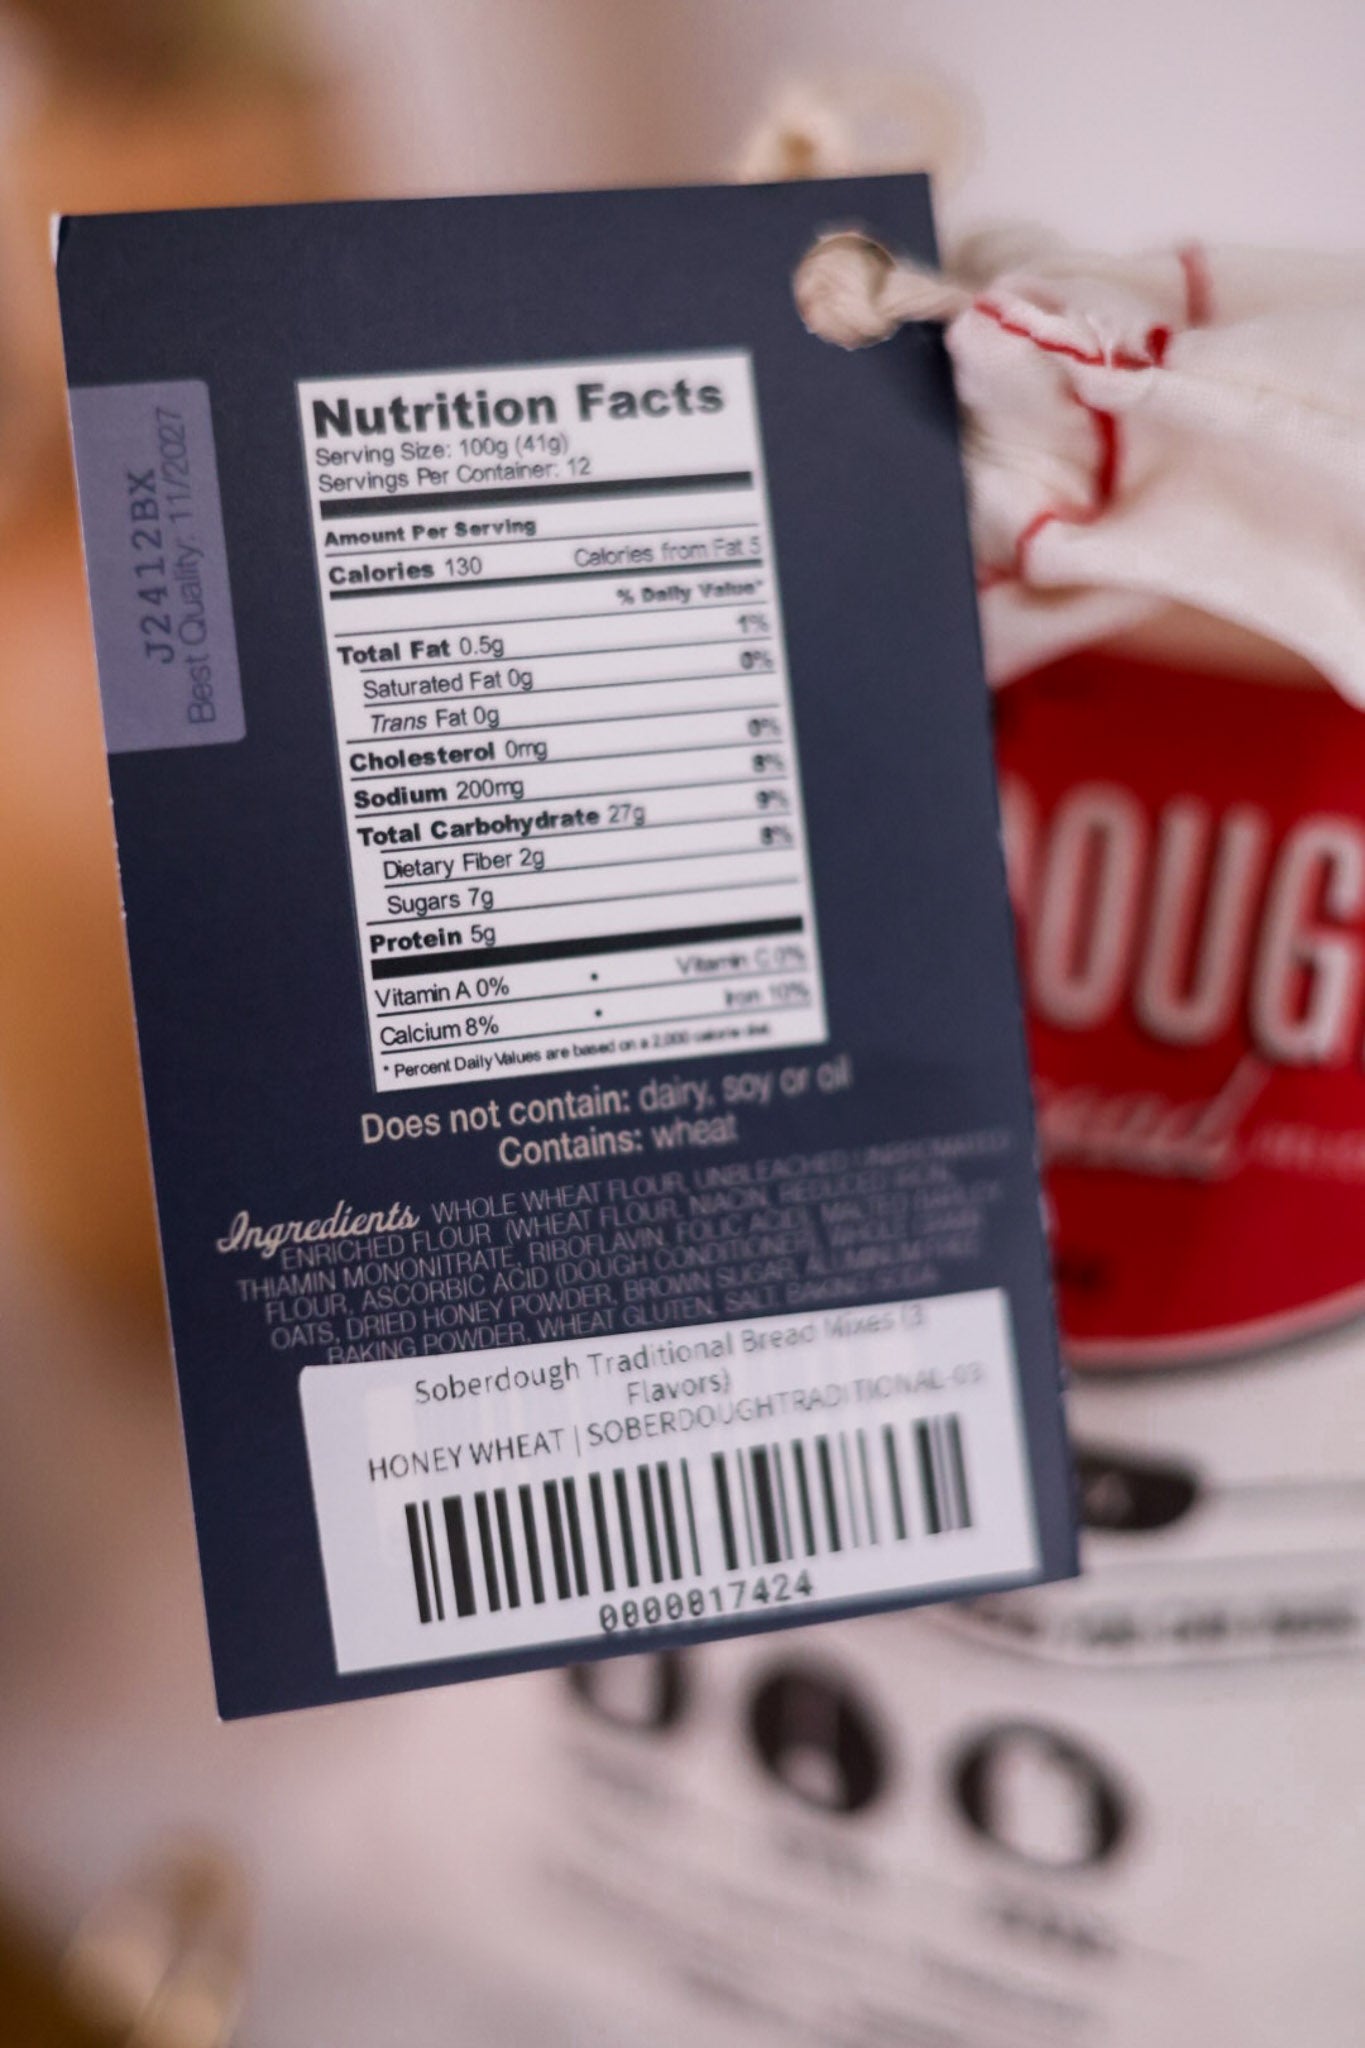 J2412BX
Best Quality: 11/2027
Nutrition Facts
Serving Size: 100g (41g)
Servings Per Container: 12
Amount Per Serving
Calories 130 Calories from Fat 5
% Daily Value*
Total Fat 0.5g 1%
Saturated Fat 0g 0%
Trans Fat 0g
Cholesterol 0mg 0%
Sodium 200mg 8%
Total Carbohydrate 27g 9%
Dietary Fiber 2g 8%
Sugars 7g
Protein 5g
Vitamin A 0% • Vitamin C 0%
Calcium 8% • Iron 10%
* Percent Daily Values are based on a 2,000 calorie diet.
Does not contain: dairy, soy or oil
Contains: wheat
Ingredients WHOLE WHEAT FLOUR, UNBLEACHED UNBROMATED
ENRICHED FLOUR (WHEAT FLOUR, NIACIN, REDUCED IRON,
THIAMIN MONONITRATE, RIBOFLAVIN, FOLIC ACID), MALTED BARLEY
FLOUR, ASCORBIC ACID (DOUGH CONDITIONER), WHOLE GRAIN
OATS, DRIED HONEY POWDER, BROWN SUGAR, ALUMINUM FREE
BAKING POWDER, WHEAT GLUTEN, SALT, BAKING SODA
Soberdough Traditional Bread Mixes (3
Flavors)
HONEY WHEAT | SOBERDOUGHTRADITIONAL-03
0000017424
OUG